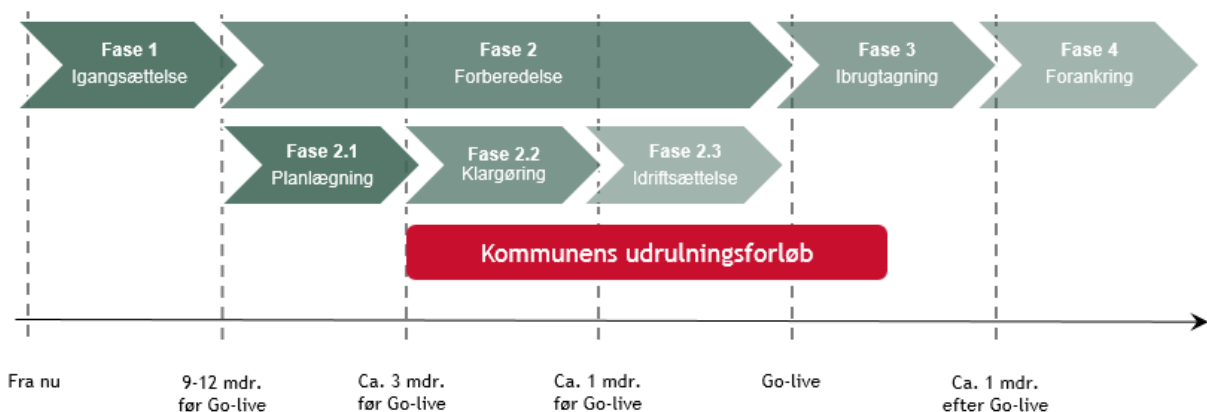 Fase 1
Igangsættelse
Fase 2
Forberedelse
Fase 3
Ibrugtagning
Fase 4
Forankring
Fase 2.1
Planlægning
Fase 2.2
Klargøring
Fase 2.3
Idriftsættelse
Kommunens udrulningsforløb
Fra nu
9-12 mdr.
før Go-live
Ca. 3 mdr.
før Go-live
Ca. 1 mdr.
før Go-live
Go-live
Ca. 1 mdr.
efter Go-live